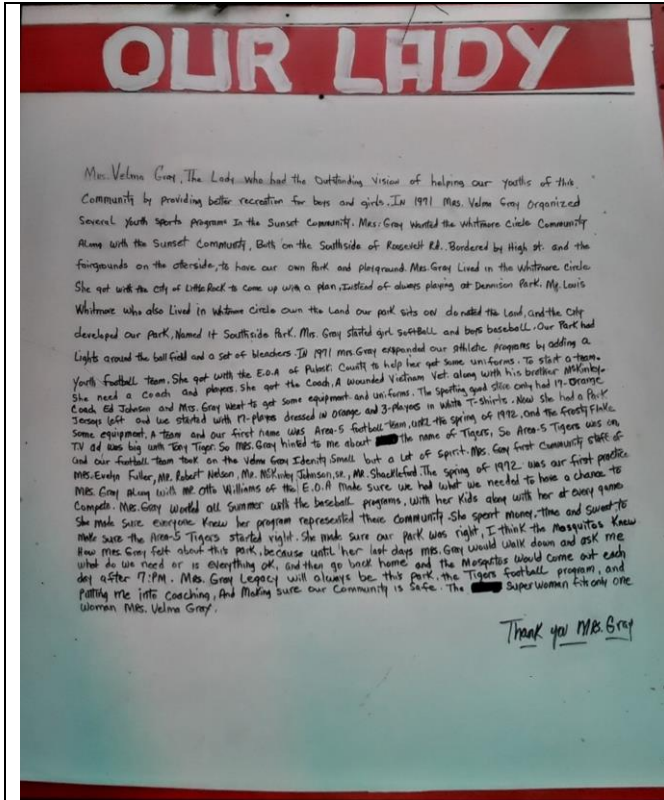 OUR LADY
Mrs. Velma Gray, The Lady who had the Outstanding Vision of helping our youths of this
Community by providing better recreation for boys and girls. IN 1971 Mrs. Velma Gray Organized
Several Youth sports programs In the Sunset Community. Mrs. Gray Wanted the Whitmore Circle Community
Along with the Sunset Community, Both on the Southside of Roosevelt Rd. Bordered by High st. and the
fairgrounds on the otherside, to have our own Park and playground. Mrs. Gray Lived in the Whitmore Circle
She got with the City of Little Rock to come up with a plan, Instead of always playing at Dennison Park. Mr. Louis
Whitmore who also Lived in Whitmore Circle own the Land our park sits on donated the Land, and the City
developed our Park, Named it Southside Park. Mrs. Gray started girl softBall and boys baseball. Our Park had
Lights around the ball field and a set of bleachers. IN 1971 mrs. Gray expanded our athletic programs by adding a
Youth football team. She got with the E.O.A of Pulaski County to help her get some uniforms. To start a team.
She need a Coach and players. She got the Coach, A wounded Vietnam Vet. along with his brother McKinley.
Coach Ed Johnson and Mrs. Gray Went to get some equipment and uniforms. The sporting good store only had 17-Orange
Jerseys left and we started with 17-players dressed in orange and 3-players in white T-Shirts. Now she had a Park
Some equipment, A team and our first name was Area-5 football team, until the spring of 1972, and the frosty Flake
TV ad was big with Tony Tiger. So Mrs. Gray hinted to me about The name of Tigers, So Area-5 Tigers was on,
and our football team took on the Velma Gray Idenity, Small but a lot of spirit. Mrs. Gray first Community staff of
MRS. Evelyn Fuller, Mr. Robert Nelson, Mr. McKinley Johnson, SR, Mr. Shackleford. The spring of 1972 was our first practice
Mrs. Gray Along with Mr Otto Williams of the E.O.A made sure we had what we needed to have a chance to
Compete. Mrs. Gray Worked all Summer with the baseball programs, with her Kids along with her at every game
She made sure everyone Knew her program represented there Community. She spent money, time and Sweat to
Make sure the Area-5 Tigers started right. She made sure our Park was right, I think the Mosquitos Knew
How Mrs Gray felt about this park, because until her last days mrs. Gray would walk down and ask me
what do we need or is everything ok, and then go back home and the Mosquitos Would Come out each
day after 7:PM. Mrs. Gray Legacy will always be this park, the Tigers football program, and
putting me into coaching, And Making sure our Community is safe. The Super Woman fits only one
Woman MRS. Velma Gray.
Thank you MRS. Gray